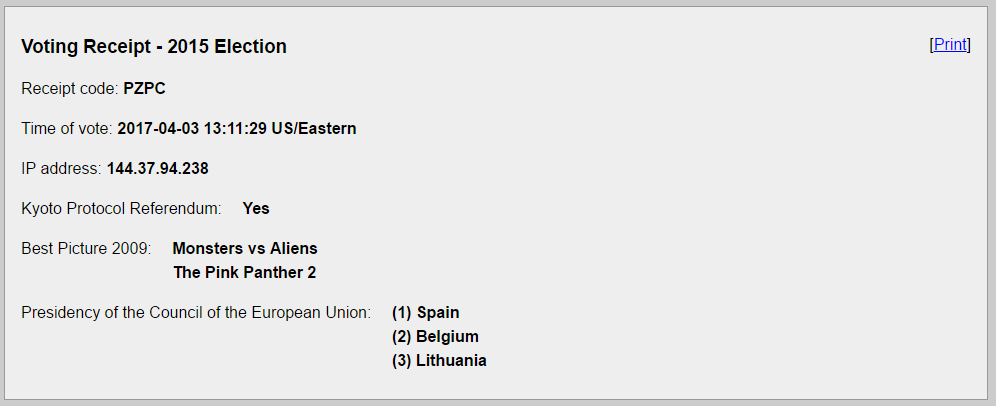 Voting Receipt - 2015 Election [Print]
Receipt code: PZPC
Time of vote: 2017-04-03 13:11:29 US/Eastern
IP address: 144.37.94.238
Kyoto Protocol Referendum: Yes
Best Picture 2009: Monsters vs Aliens
The Pink Panther 2
Presidency of the Council of the European Union: (1) Spain
(2) Belgium
(3) Lithuania